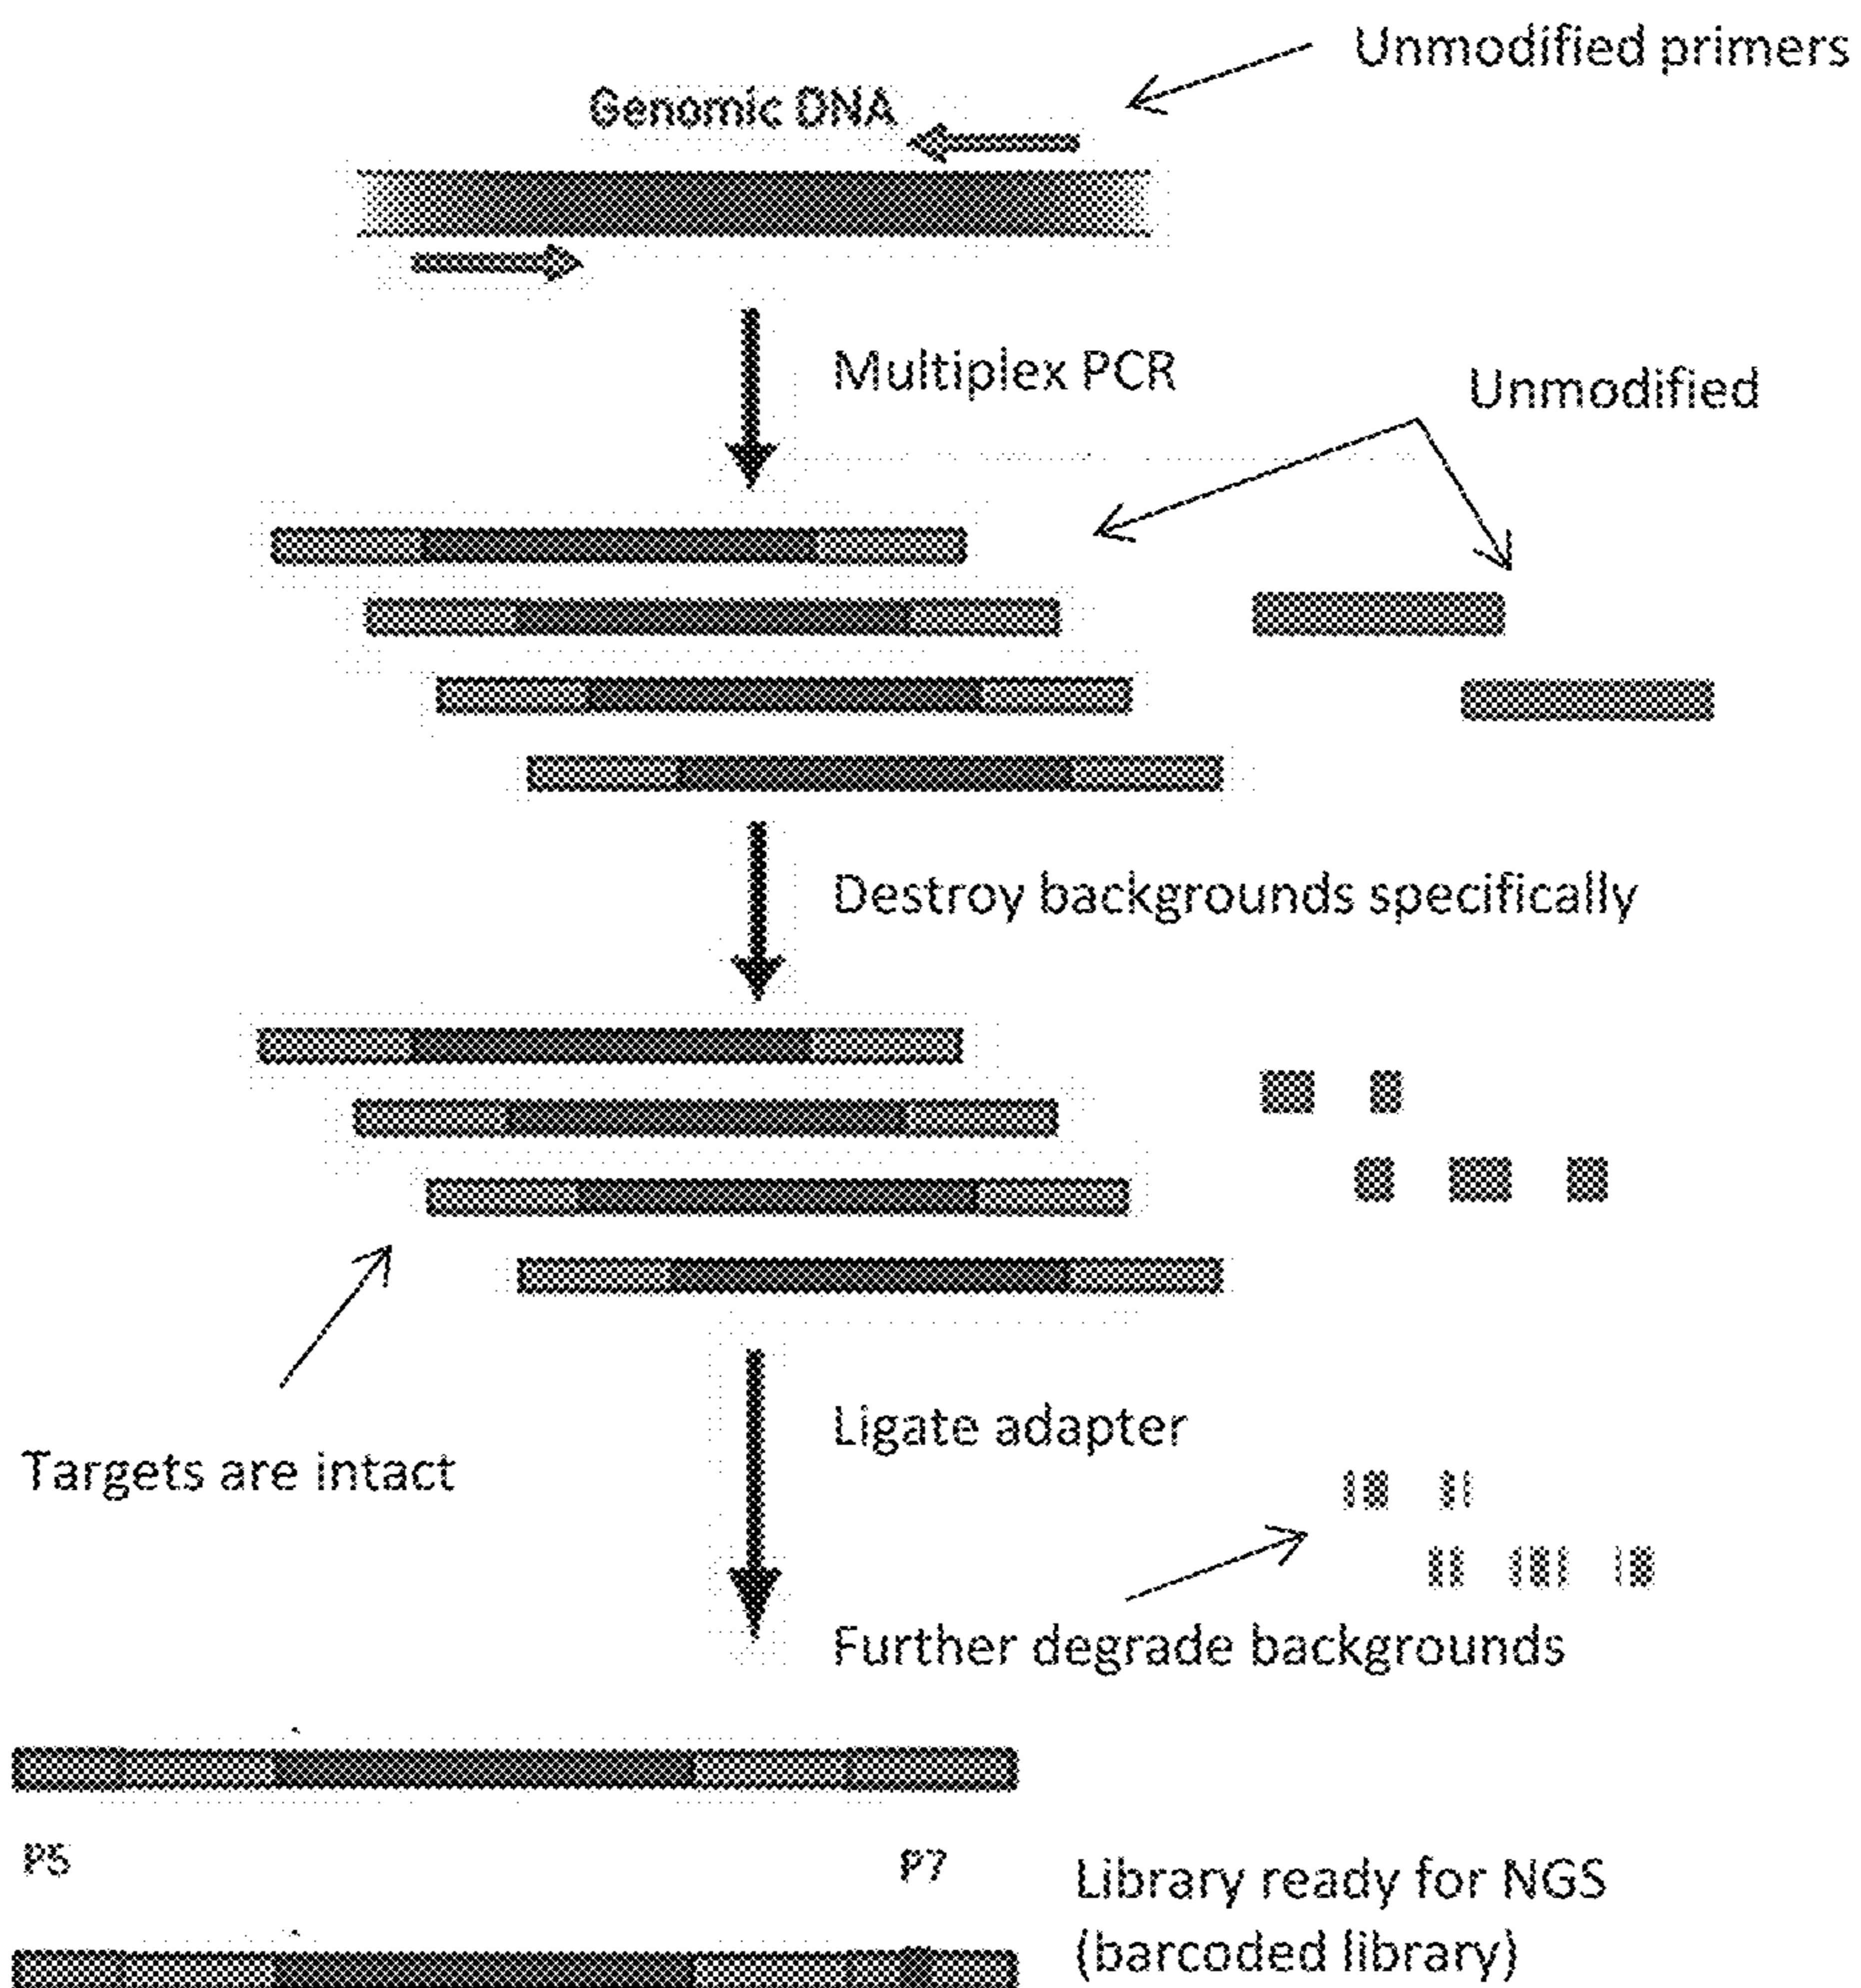 Unmodified primers
Genomic DNA
Multiplex PCR
Unmodified
Destroy backgrounds specifically
Ligate adapter
Targets are intact
Further degrade backgrounds
P5
P7
Library ready for NGS
(barcoded library)